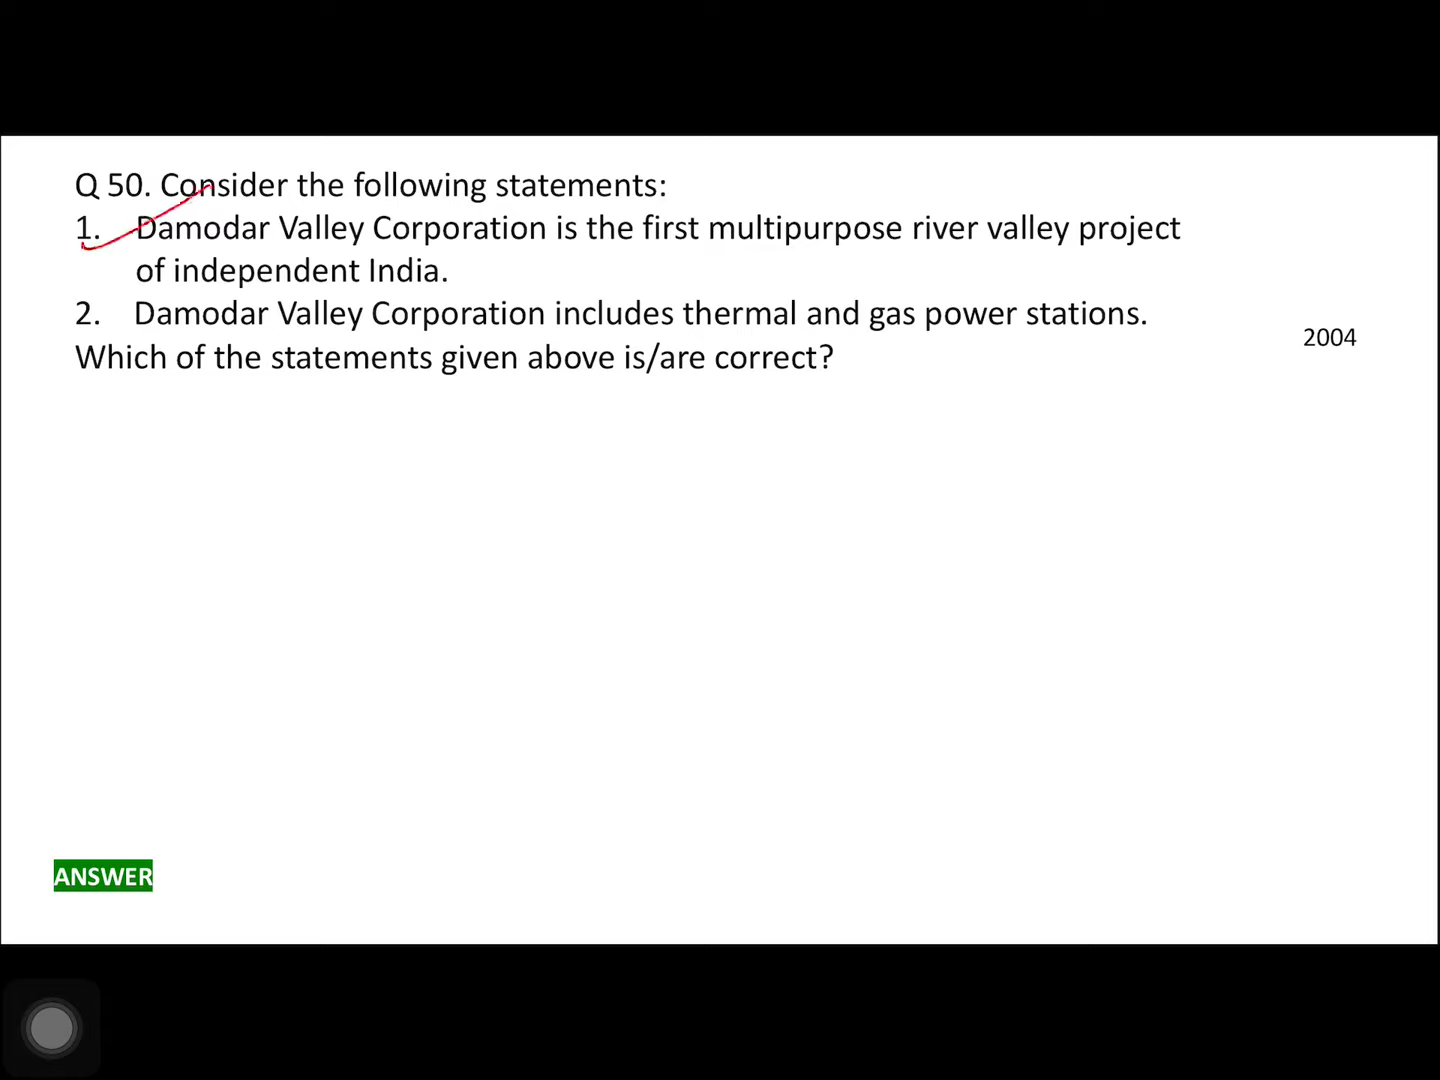 Q 50. Consider the following statements:
1. Damodar Valley Corporation is the first multipurpose river valley project
of independent India.
2. Damodar Valley Corporation includes thermal and gas power stations.
2004
Which of the statements given above is/are correct?
ANSWER